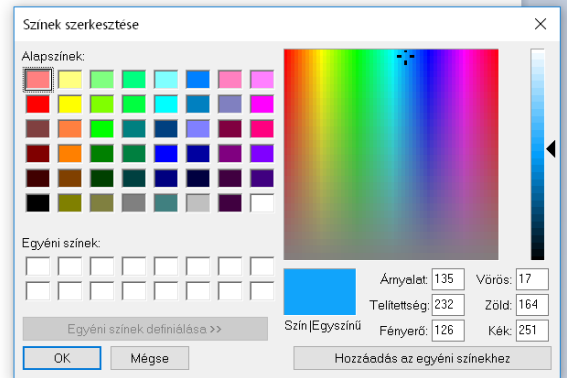 Színek szerkesztése
Alapszínek:
Egyéni színek:
Egyéni színek definiálása >>
OK
Mégse
Szín|Egyszínű
Árnyalat: 135
Telítettség: 232
Fényerő: 126
Vörös: 17
Zöld: 164
Kék: 251
Hozzáadás az egyéni színekhez